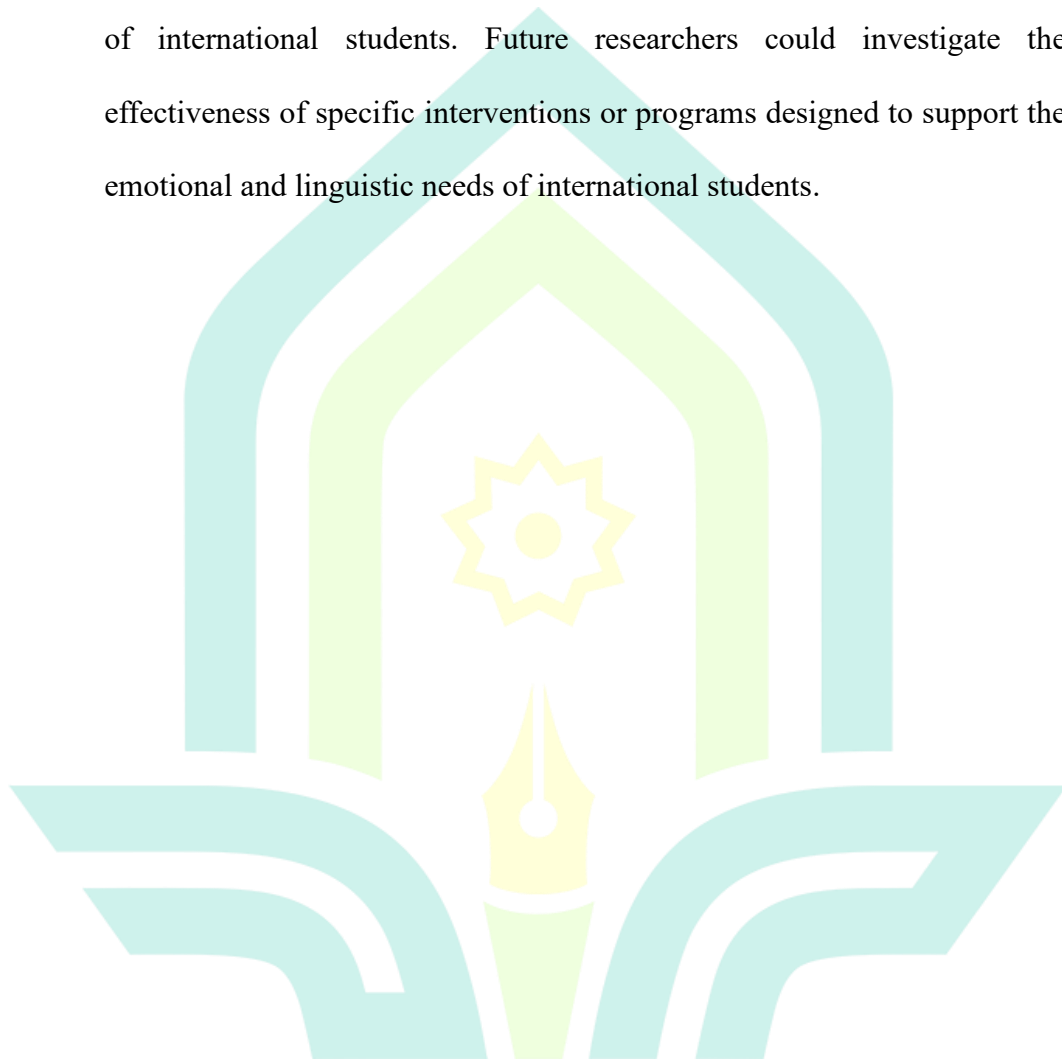 of international students. Future researchers could investigate the
effectiveness of specific interventions or programs designed to support the
emotional and linguistic needs of international students.